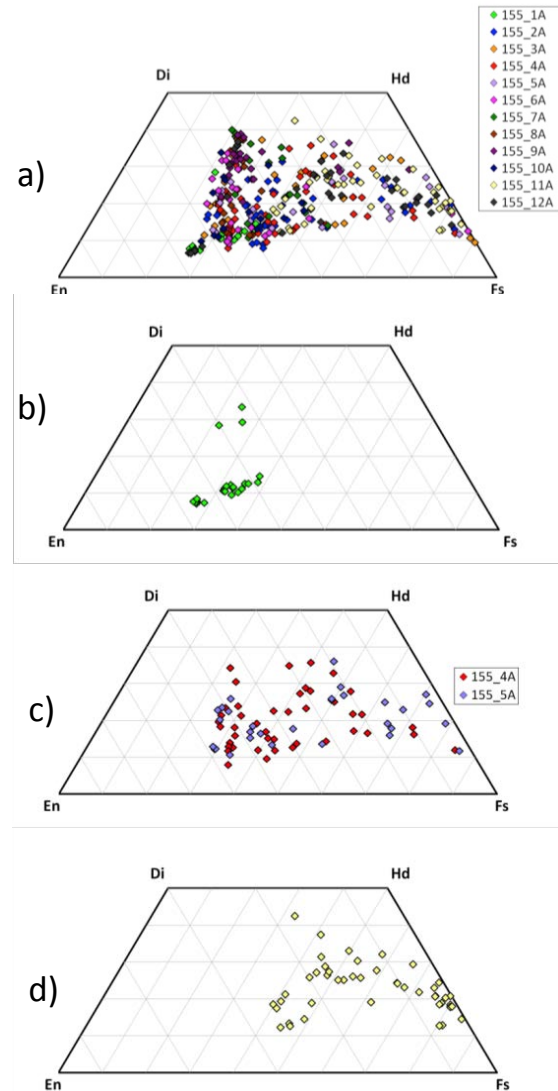 155_1A
155_2A
155_3A
155_4A
155_5A
155_6A
155_7A
155_8A
155_9A
155_10A
155_11A
155_12A
Di Hd
a)
En Fs
Di Hd
b)
En Fs
Di Hd
155_4A
155_5A
c)
En Fs
Di Hd
d)
En Fs